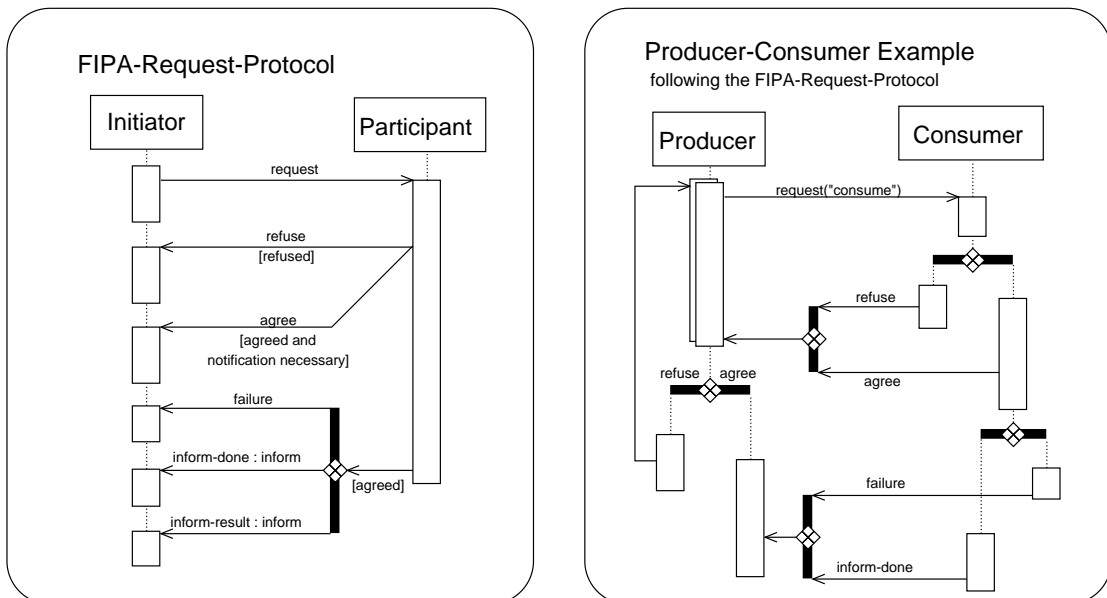 FIPA-Request-Protocol
Initiator
Participant
request
refuse
[refused]
agree
[agreed and
notification necessary]
failure
inform-done : inform
[agreed]
inform-result : inform
Producer-Consumer Example
following the FIPA-Request-Protocol
Producer
Consumer
request("consume")
refuse
refuse agree
agree
failure
inform-done